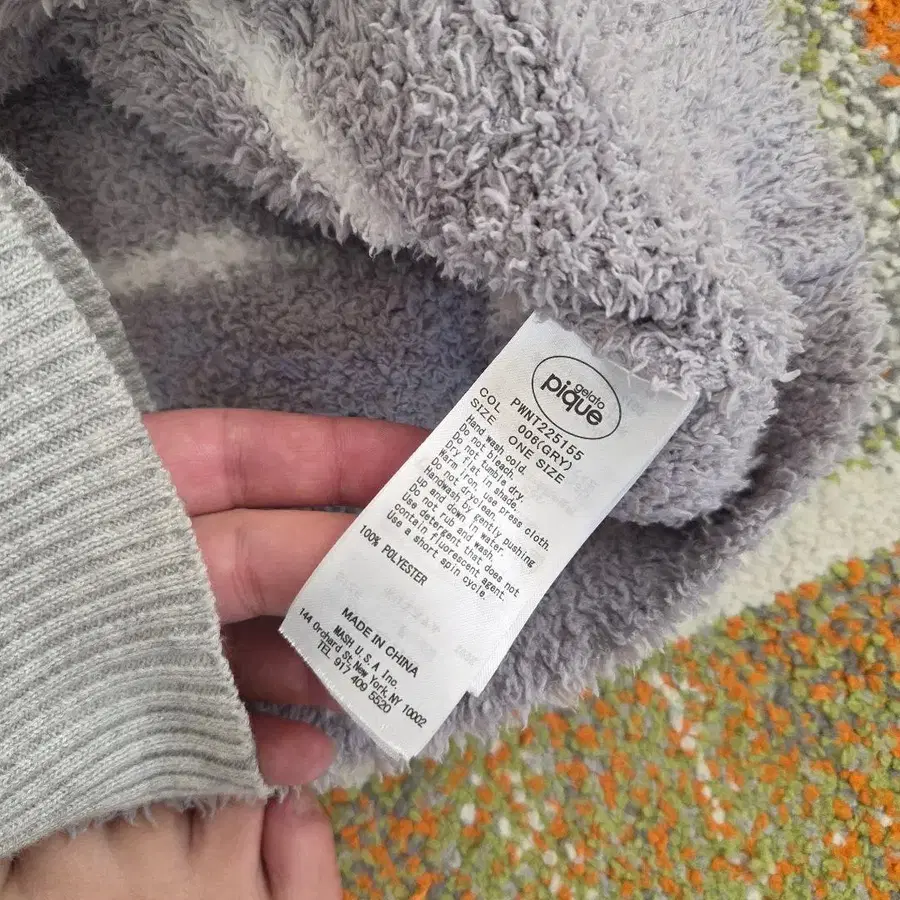 gelato
pique
PWNT225155
COL 006(GRY)
SIZE ONE SIZE
Hand wash cold.
Do not bleach.
Do not tumble dry.
Dry flat in shade.
Warm iron, use press cloth.
Do not dryclean.
Handwash by gently pushing
up and down in water.
Do not rub and wash.
Use detergent that does not
contain fluorescent agent.
Use a short spin cycle.
100% POLYESTER
MADE IN CHINA
MASH U.S.A Inc.
144 Orchard St, New York, NY 10002
TEL 917 409 5520